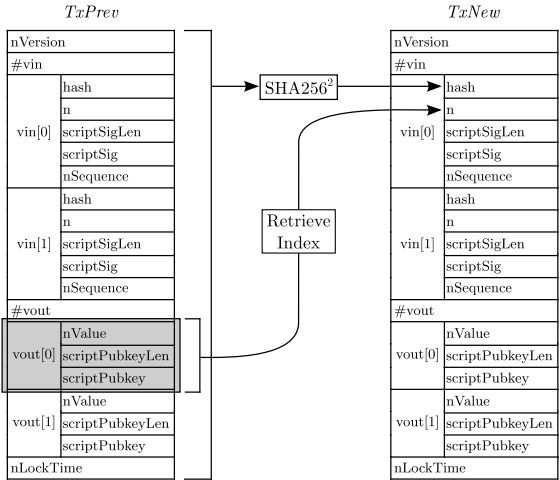 TxPrev
nVersion
#vin
vin[0]
hash
n
scriptSigLen
scriptSig
nSequence
vin[1]
hash
n
scriptSigLen
scriptSig
nSequence
#vout
vout[0]
nValue
scriptPubkeyLen
scriptPubkey
vout[1]
nValue
scriptPubkeyLen
scriptPubkey
nLockTime
SHA256²
Retrieve
Index
TxNew
nVersion
#vin
vin[0]
hash
n
scriptSigLen
scriptSig
nSequence
vin[1]
hash
n
scriptSigLen
scriptSig
nSequence
#vout
vout[0]
nValue
scriptPubkeyLen
scriptPubkey
vout[1]
nValue
scriptPubkeyLen
scriptPubkey
nLockTime